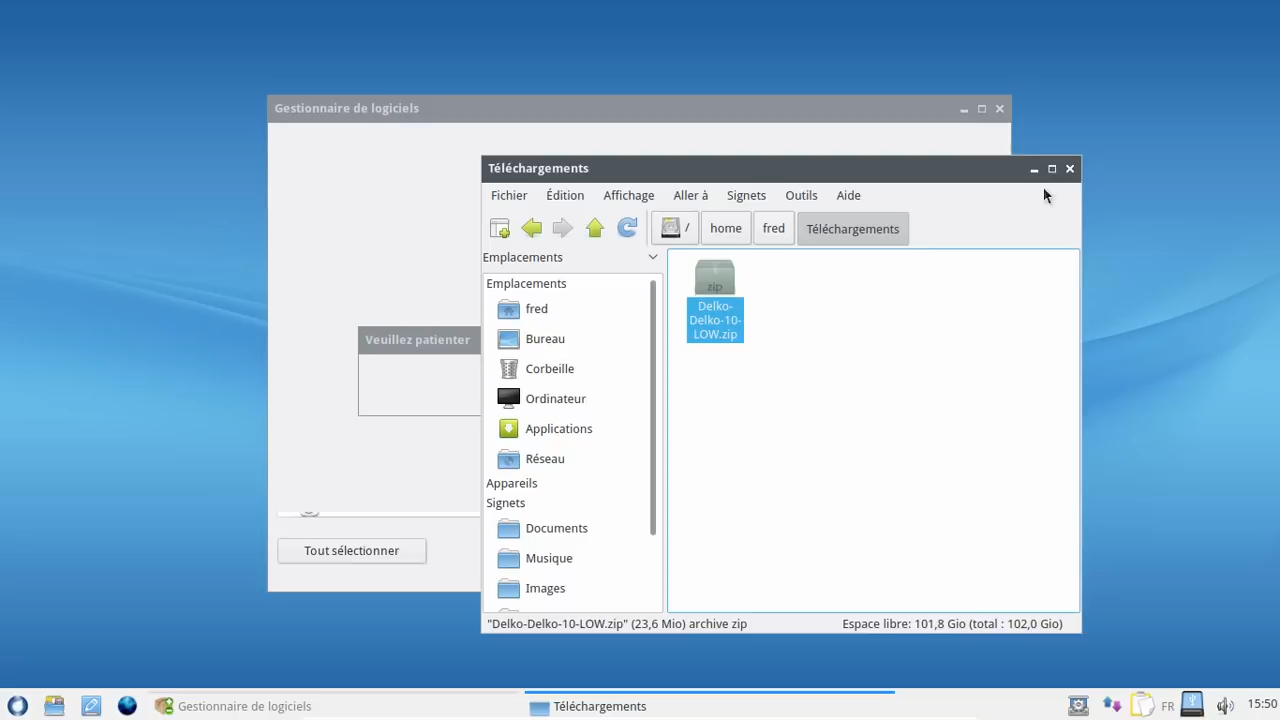 Gestionnaire de logiciels
Téléchargements
Fichier Édition Affichage Aller à Signets Outils Aide
/ home fred Téléchargements
Emplacements
Emplacements
fred
Bureau
Corbeille
Ordinateur
Applications
Réseau
Appareils
Signets
Documents
Musique
Images
zip
Delko-
Delko-10-
LOW.zip
Veuillez patienter
Tout sélectionner
"Delko-Delko-10-LOW.zip" (23,6 Mio) archive zip
Espace libre: 101,8 Gio (total : 102,0 Gio)
Gestionnaire de logiciels
Téléchargements
FR
15:50